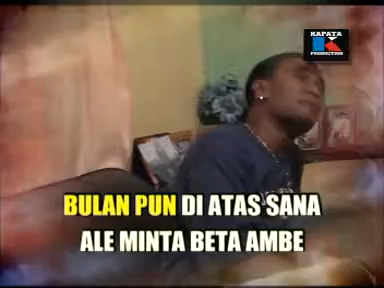 KAPATA
K
PRODUCTION
BULAN PUN DI ATAS SANA
ALE MINTA BETA AMBE